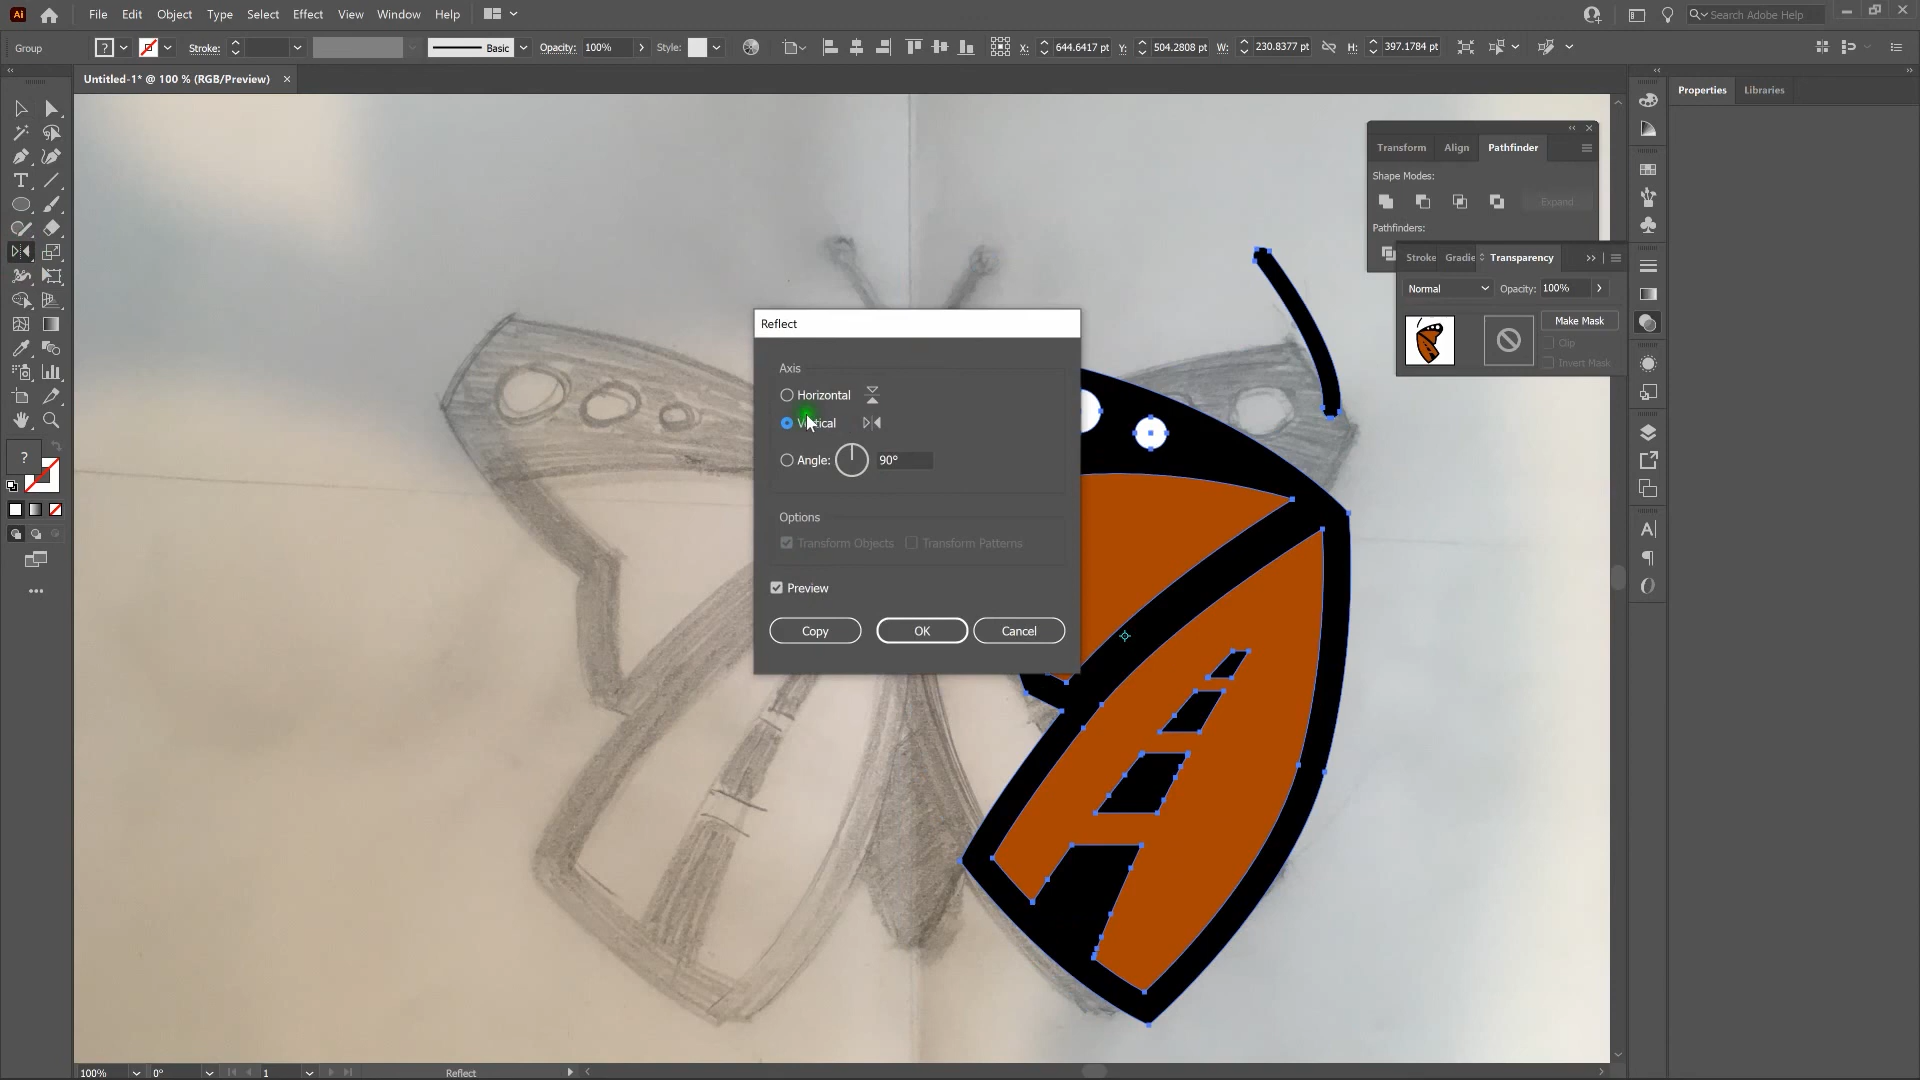 Ai File Edit Object Type Select Effect View Window Help Search Adobe Help
Group ? Stroke: Basic Opacity: 100% Style: X: 644.6417 pt Y: 504.2808 pt W: 230.8377 pt H: 397.1784 pt
Untitled-1* @ 100 % (RGB/Preview) ×
Properties Libraries
Transform Align Pathfinder
Shape Modes:
Expand
Pathfinders:
Stroke Gradie Transparency
Normal Opacity: 100%
Make Mask
Clip
Invert Mask
Reflect
Axis
Horizontal
Vertical
Angle: 90°
Options
Transform Objects Transform Patterns
Preview
Copy OK Cancel
?
100% 0° 1 Reflect